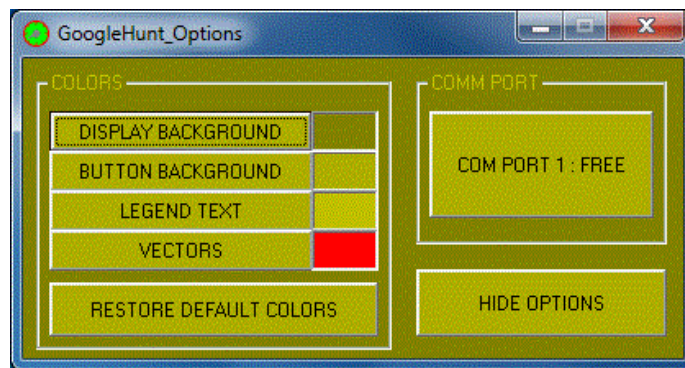 GoogleHunt_Options
COLORS
DISPLAY BACKGROUND
BUTTON BACKGROUND
LEGEND TEXT
VECTORS
RESTORE DEFAULT COLORS
COMM PORT
COM PORT 1 : FREE
HIDE OPTIONS